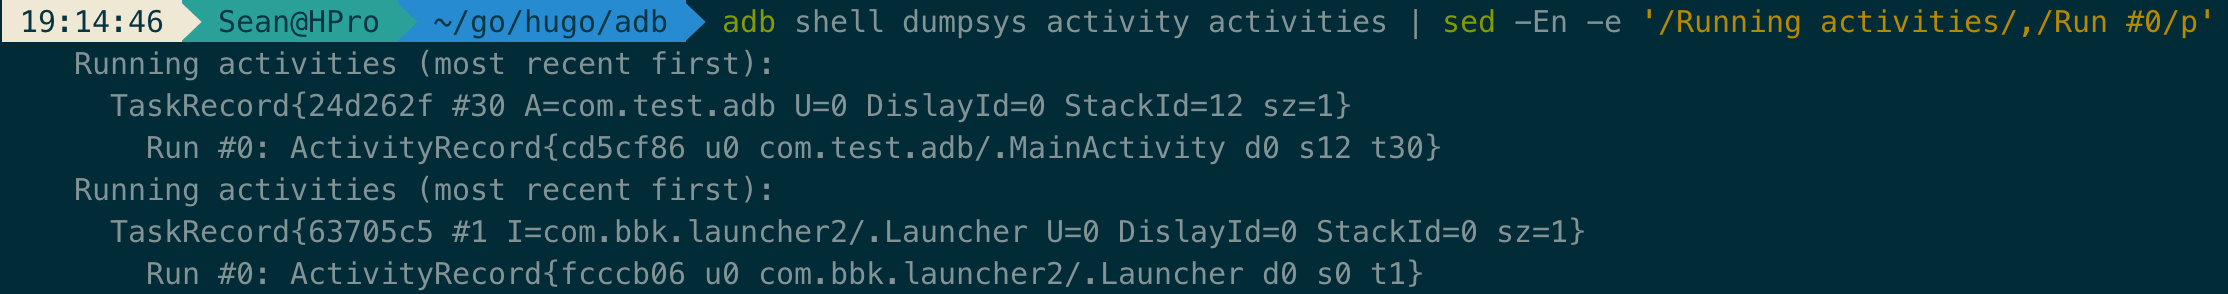 19:14:46 Sean@HPro ~/go/hugo/adb adb shell dumpsys activity activities | sed -En -e '/Running activities/,/Run #0/p'
Running activities (most recent first):
TaskRecord{24d262f #30 A=com.test.adb U=0 DislayId=0 StackId=12 sz=1}
Run #0: ActivityRecord{cd5cf86 u0 com.test.adb/.MainActivity d0 s12 t30}
Running activities (most recent first):
TaskRecord{63705c5 #1 I=com.bbk.launcher2/.Launcher U=0 DislayId=0 StackId=0 sz=1}
Run #0: ActivityRecord{fcccb06 u0 com.bbk.launcher2/.Launcher d0 s0 t1}